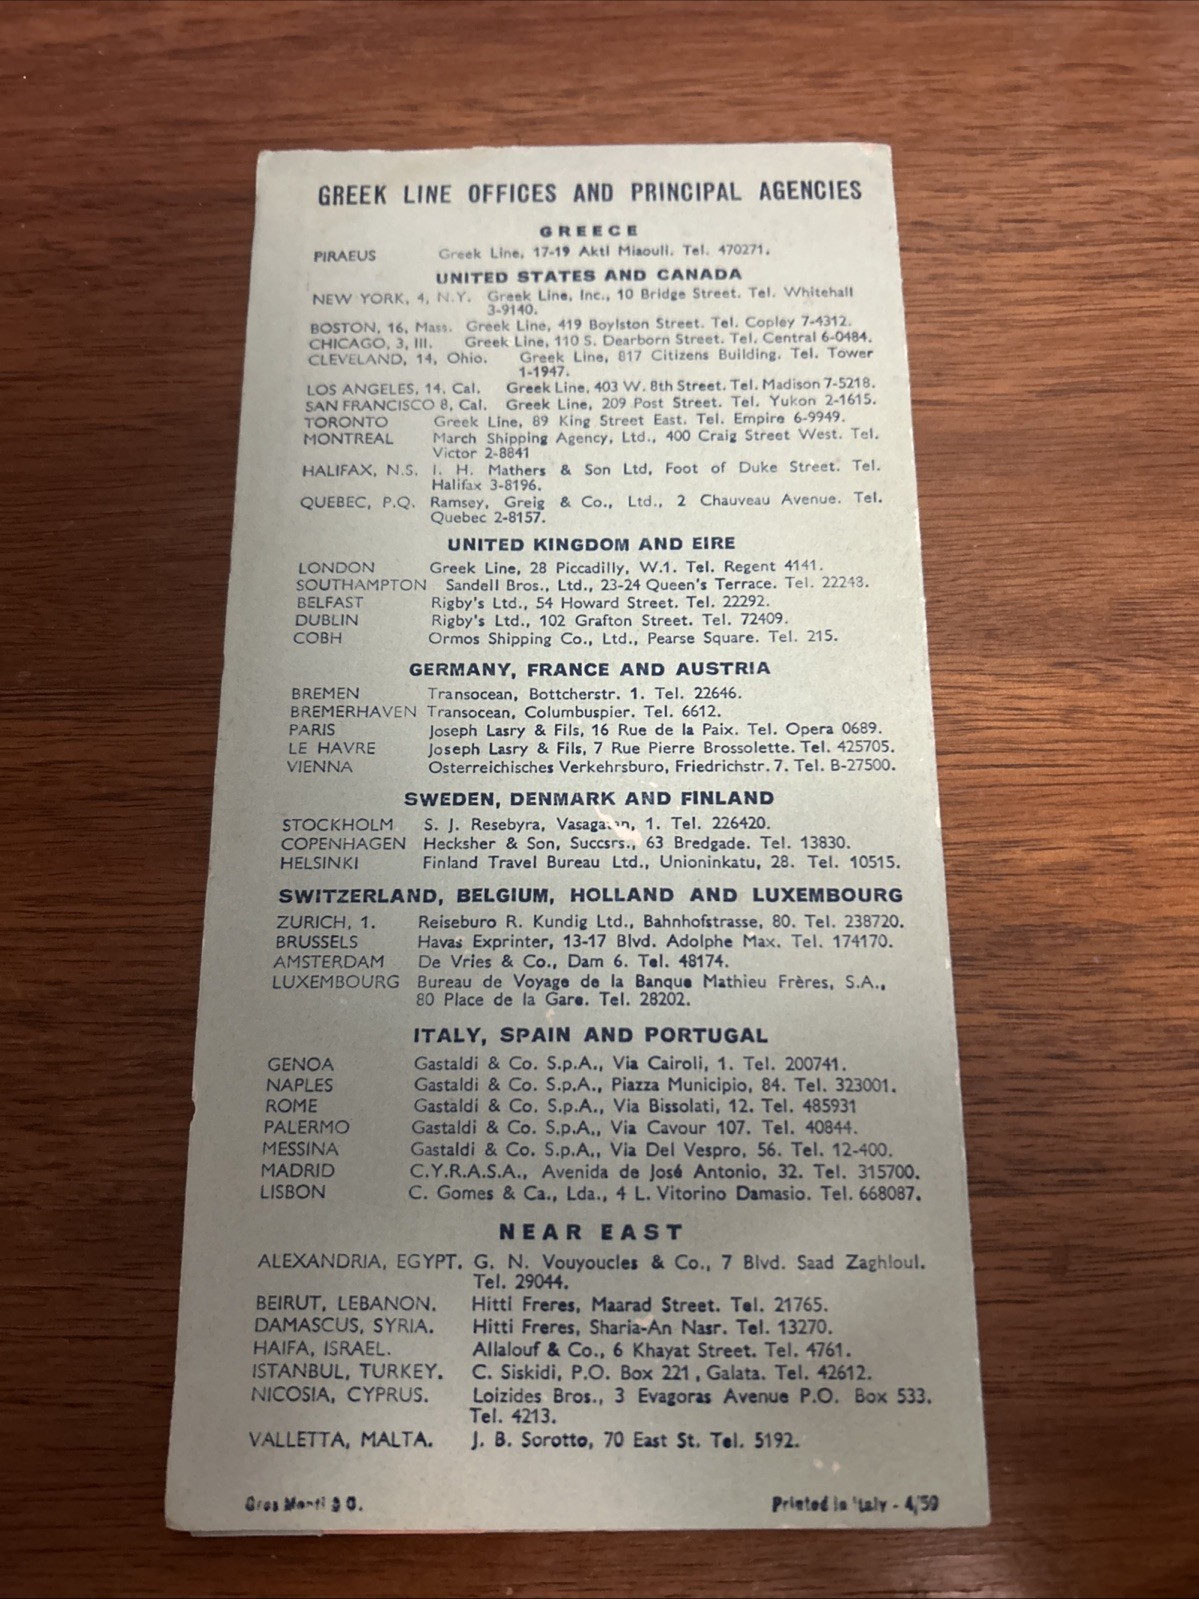 GREEK LINE OFFICES AND PRINCIPAL AGENCIES
GREECE
PIRAEUS Greek Line, 17-19 Akti Miaouli. Tel. 470271.
UNITED STATES AND CANADA
NEW YORK, 4, N.Y. Greek Line, Inc., 10 Bridge Street. Tel. Whitehall
3-9140.
BOSTON, 16, Mass. Greek Line, 419 Boylston Street. Tel. Copley 7-4312.
CHICAGO, 3, Ill. Greek Line, 110 S. Dearborn Street. Tel. Central 6-0484.
CLEVELAND, 14, Ohio. Greek Line, 817 Citizens Building. Tel. Tower
1-1947.
LOS ANGELES, 14, Cal. Greek Line, 403 W. 8th Street. Tel. Madison 7-5218.
SAN FRANCISCO 8, Cal. Greek Line, 209 Post Street. Tel. Yukon 2-1615.
TORONTO Greek Line, 89 King Street East. Tel. Empire 6-9949.
MONTREAL March Shipping Agency, Ltd., 400 Craig Street West. Tel.
Victor 2-8841
HALIFAX, N.S. I. H. Mathers & Son Ltd, Foot of Duke Street. Tel.
Halifax 3-8196.
QUEBEC, P.Q. Ramsey, Greig & Co., Ltd., 2 Chauveau Avenue. Tel.
Quebec 2-8157.
UNITED KINGDOM AND EIRE
LONDON Greek Line, 28 Piccadilly, W.1. Tel. Regent 4141.
SOUTHAMPTON Sandell Bros., Ltd., 23-24 Queen's Terrace. Tel. 22243.
BELFAST Rigby's Ltd., 54 Howard Street. Tel. 22292.
DUBLIN Rigby's Ltd., 102 Grafton Street. Tel. 72409.
COBH Ormos Shipping Co., Ltd., Pearse Square. Tel. 215.
GERMANY, FRANCE AND AUSTRIA
BREMEN Transocean, Bottcherstr. 1. Tel. 22646.
BREMERHAVEN Transocean, Columbuspier. Tel. 6612.
PARIS Joseph Lasry & Fils, 16 Rue de la Paix. Tel. Opera 0689.
LE HAVRE Joseph Lasry & Fils, 7 Rue Pierre Brossolette. Tel. 425705.
VIENNA Osterreichisches Verkehrsburo, Friedrichstr. 7. Tel. B-27500.
SWEDEN, DENMARK AND FINLAND
STOCKHOLM S. J. Resebyra, 1. Tel. 226420.
COPENHAGEN Hecksher & Son, Succsrs., 63 Bredgade. Tel. 13830.
HELSINKI Finland Travel Bureau Ltd., Unioninkatu, 28. Tel. 10515.
SWITZERLAND, BELGIUM, HOLLAND AND LUXEMBOURG
ZURICH, 1. Reiseburo R. Kundig Ltd., Bahnhofstrasse, 80. Tel. 238720.
BRUSSELS Havas Exprinter, 13-17 Blvd. Adolphe Max. Tel. 174170.
AMSTERDAM De Vries & Co., Dam 6. Tel. 48174.
LUXEMBOURG Bureau de Voyage de la Banque Mathieu Frères, S.A.,
80 Place de la Gare. Tel. 28202.
ITALY, SPAIN AND PORTUGAL
GENOA Gastaldi & Co. S.p.A., Via Cairoli, 1. Tel. 200741.
NAPLES Gastaldi & Co. S.p.A., Piazza Municipio, 84. Tel. 323001.
ROME Gastaldi & Co. S.p.A., Via Bissolati, 12. Tel. 485931
PALERMO Gastaldi & Co. S.p.A., Via Cavour 107. Tel. 40844.
MESSINA Gastaldi & Co. S.p.A., Via Del Vespro, 56. Tel. 12-400.
MADRID C.Y.R.A.S.A., Avenida de José Antonio, 32. Tel. 315700.
LISBON C. Gomes & Ca., Lda., 4 L. Vitorino Damasio. Tel. 668087.
NEAR EAST
ALEXANDRIA, EGYPT. G. N. Vouyoucles & Co., 7 Blvd. Saad Zaghloul.
Tel. 29044.
BEIRUT, LEBANON. Hitti Freres, Maarad Street. Tel. 21765.
DAMASCUS, SYRIA. Hitti Freres, Sharia-An Nasr. Tel. 13270.
HAIFA, ISRAEL. Allalouf & Co., 6 Khayat Street. Tel. 4761.
ISTANBUL, TURKEY. C. Siskidi, P.O. Box 221, Galata. Tel. 42612.
NICOSIA, CYPRUS. Loizides Bros., 3 Evagoras Avenue P.O. Box 533.
Tel. 4213.
VALLETTA, MALTA. J. B. Sorotto, 70 East St. Tel. 5192.
Printed in Italy - 4/59